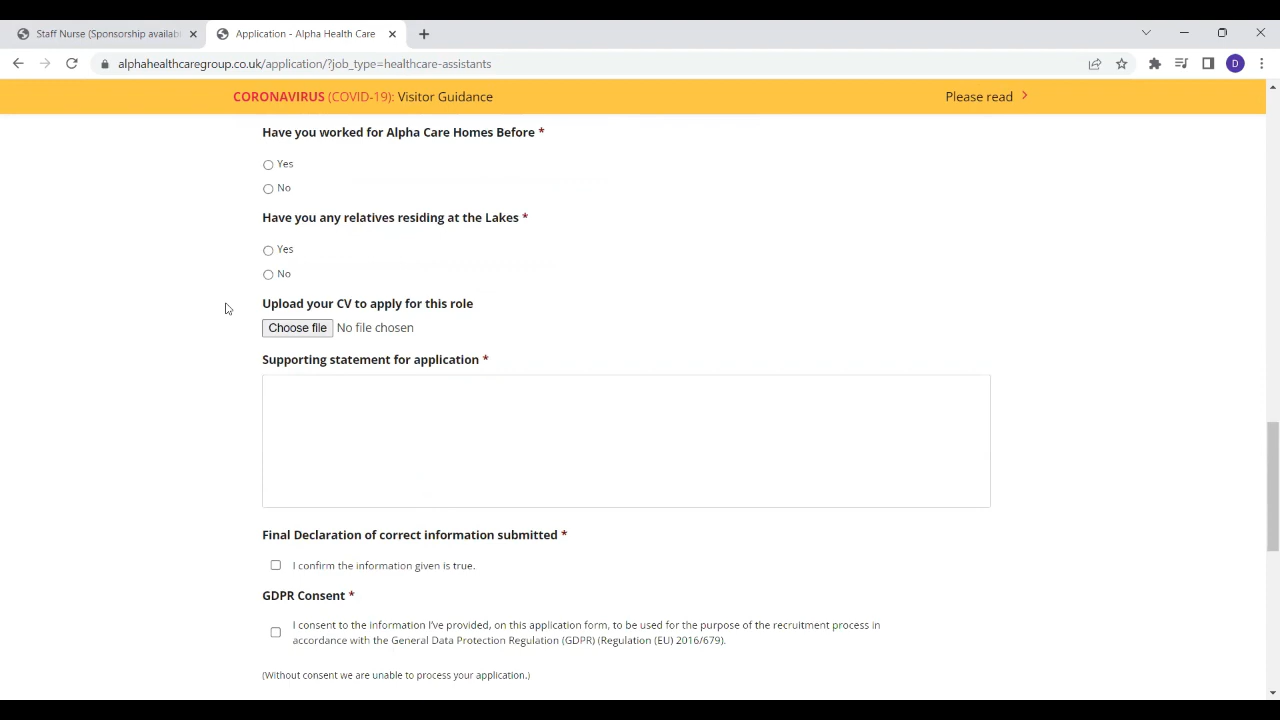 Staff Nurse (Sponsorship availab
Application - Alpha Health Care
alphahealthcaregroup.co.uk/application/?job_type=healthcare-assistants
D
CORONAVIRUS (COVID-19): Visitor Guidance
Please read
Have you worked for Alpha Care Homes Before *
Yes
No
Have you any relatives residing at the Lakes *
Yes
No
Upload your CV to apply for this role
Choose file No file chosen
Supporting statement for application *
Final Declaration of correct information submitted *
I confirm the information given is true.
GDPR Consent *
I consent to the information I've provided, on this application form, to be used for the purpose of the recruitment process in
accordance with the General Data Protection Regulation (GDPR) (Regulation (EU) 2016/679).
(Without consent we are unable to process your application.)